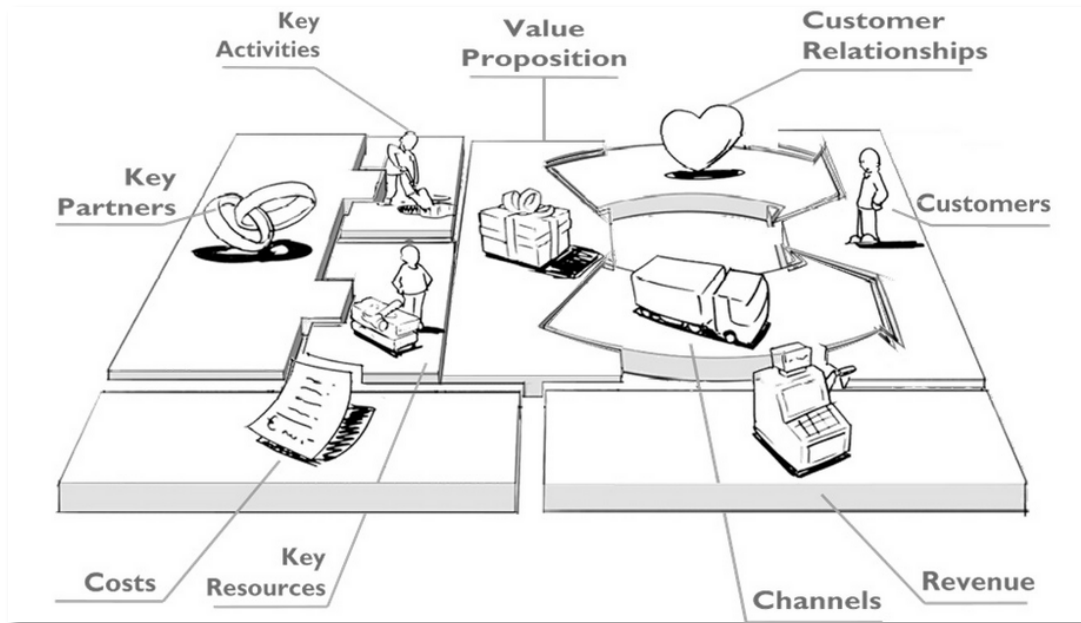 Key
Activities
Value
Proposition
Customer
Relationships
Key
Partners
Customers
Costs
Key
Resources
Channels
Revenue